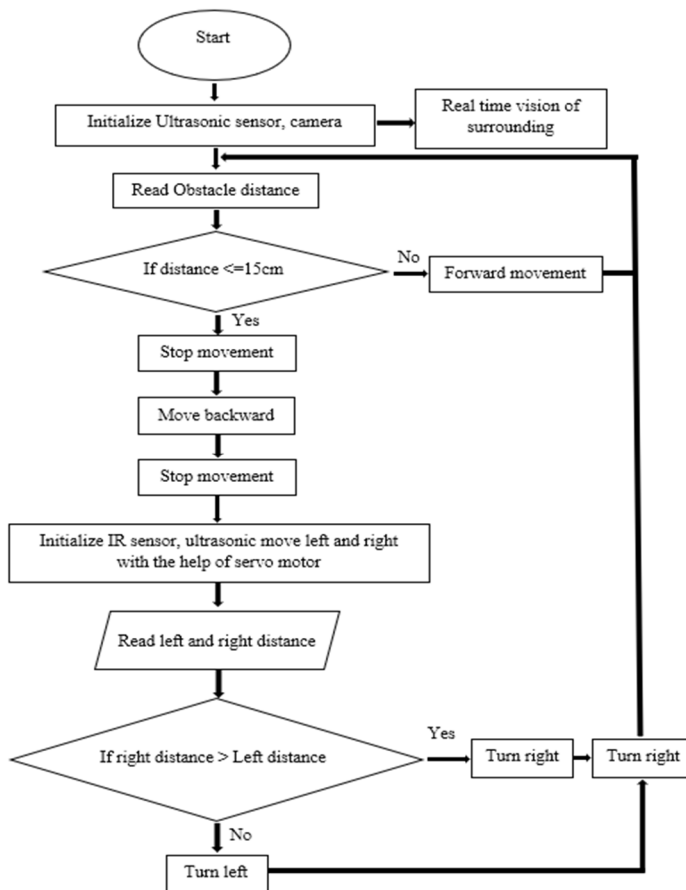 Start
Initialize Ultrasonic sensor, camera
Real time vision of
surrounding
Read Obstacle distance
If distance <=15cm
No
Forward movement
Yes
Stop movement
Move backward
Stop movement
Initialize IR sensor, ultrasonic move left and right
with the help of servo motor
Read left and right distance
If right distance > Left distance
Yes
Turn right
Turn right
No
Turn left